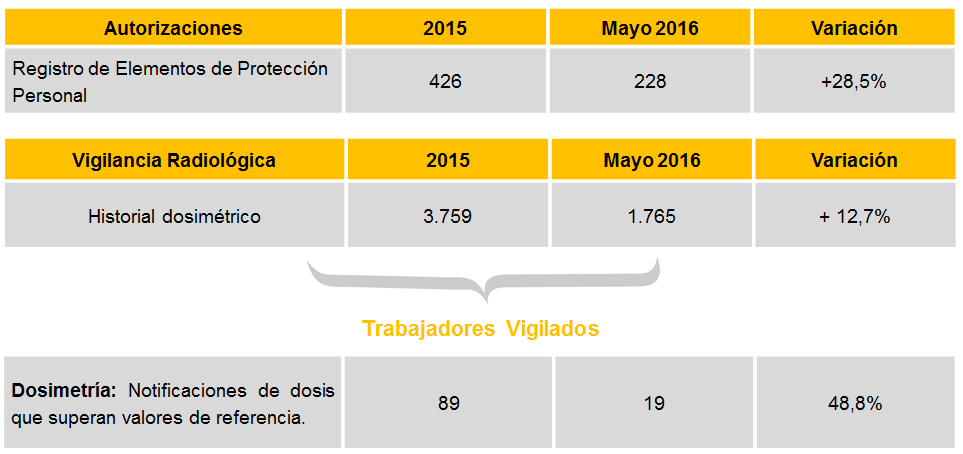 Autorizaciones 2015 Mayo 2016 Variación
Registro de Elementos de Protección
Personal
426 228 +28,5%
Vigilancia Radiológica 2015 Mayo 2016 Variación
Historial dosimétrico 3.759 1.765 + 12,7%
Trabajadores Vigilados
Dosimetría: Notificaciones de dosis
que superan valores de referencia.
89 19 48,8%